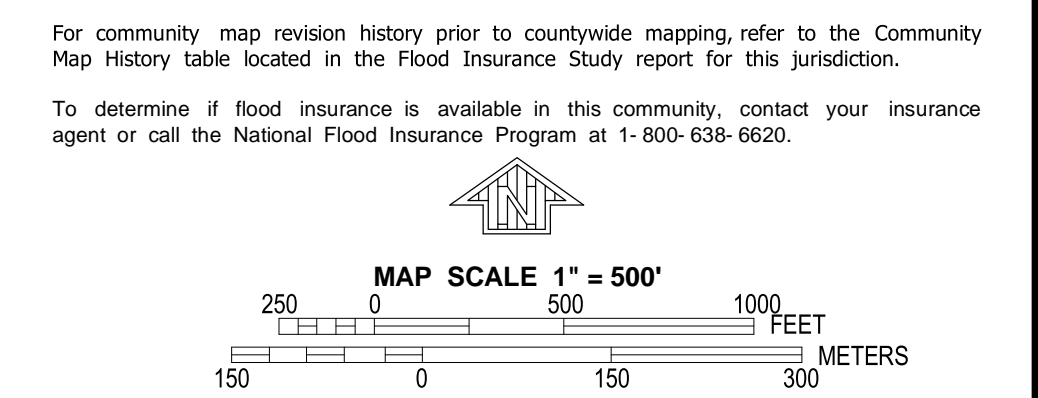 For community map revision history prior to countywide mapping, refer to the Community
Map History table located in the Flood Insurance Study report for this jurisdiction.
To determine if flood insurance is available in this community, contact your insurance
agent or call the National Flood Insurance Program at 1- 800- 638- 6620.
N
MAP SCALE 1" = 500'
250 0 500 1000
FEET
METERS
150 0 150 300